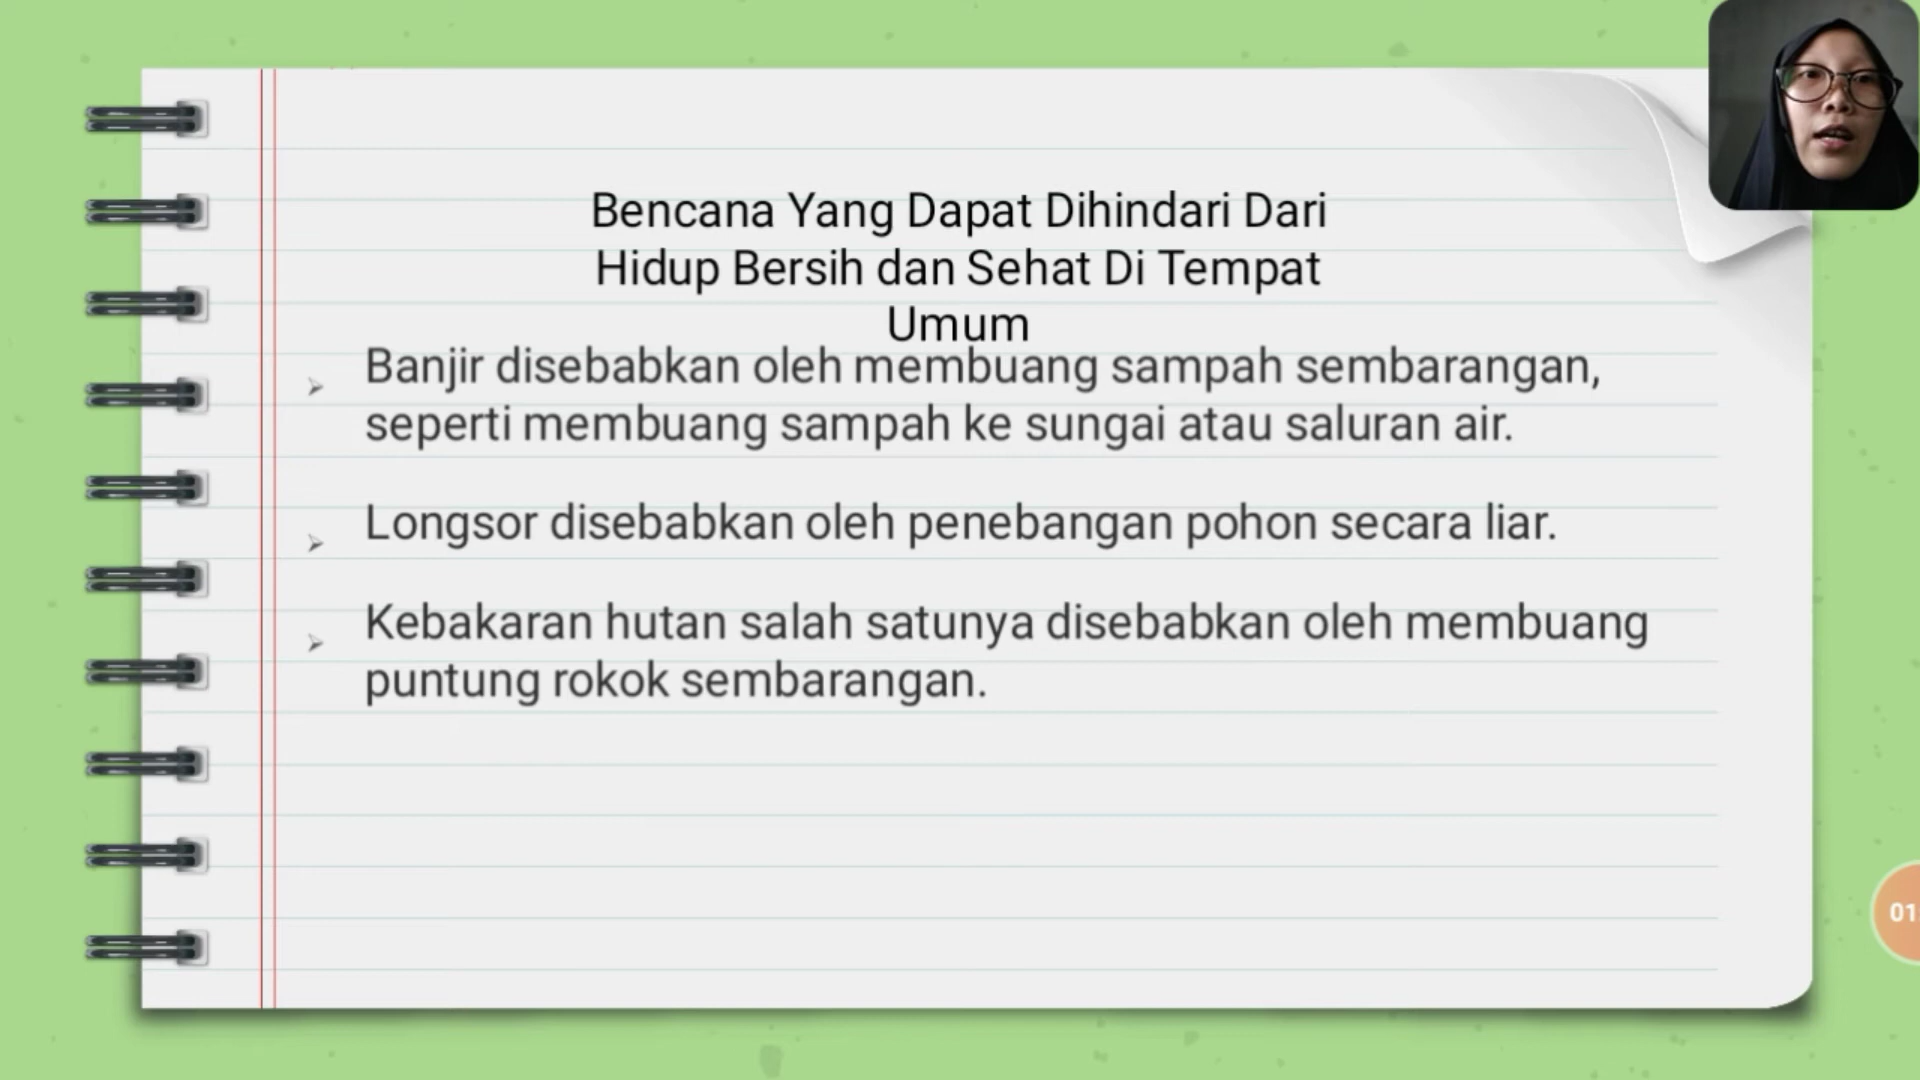 Bencana Yang Dapat Dihindari Dari
Hidup Bersih dan Sehat Di Tempat
Umum
Banjir disebabkan oleh membuang sampah sembarangan,
seperti membuang sampah ke sungai atau saluran air.
Longsor disebabkan oleh penebangan pohon secara liar.
Kebakaran hutan salah satunya disebabkan oleh membuang
puntung rokok sembarangan.
01